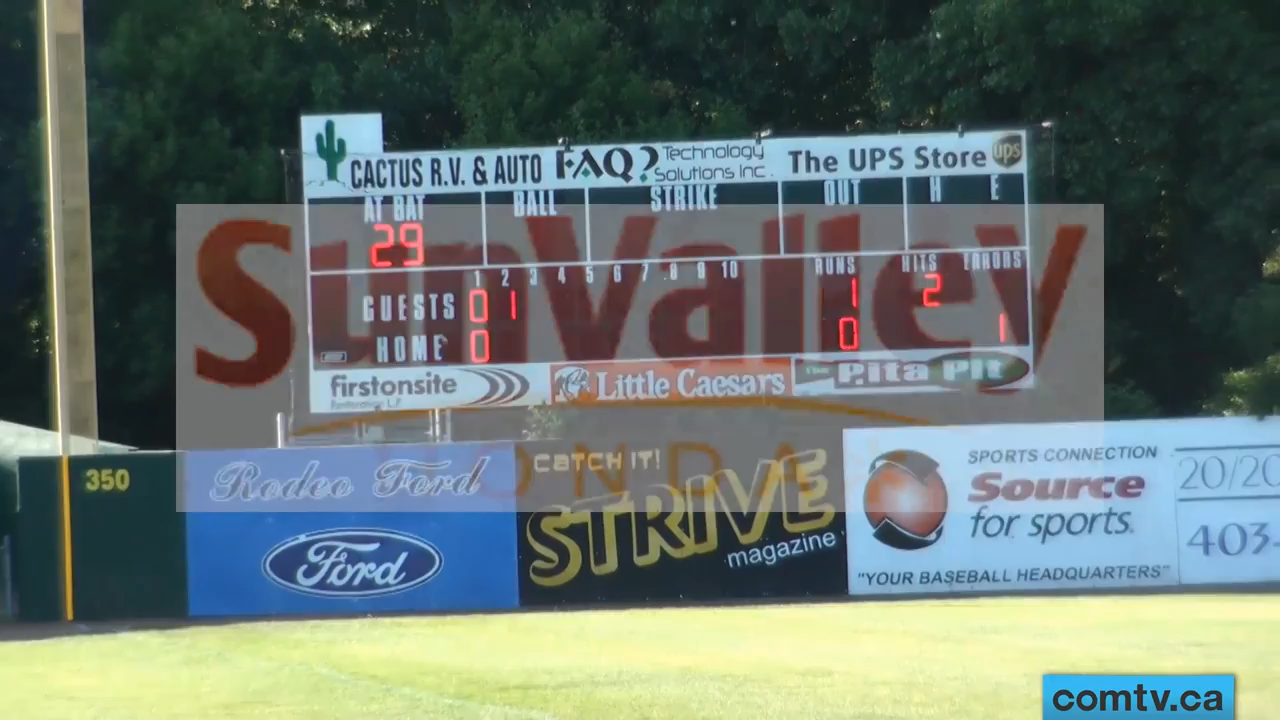 CACTUS R.V. & AUTO FAQ? Technology Solutions Inc. The UPS Store ups
AT BAT BALL STRIKE OUT H E
29
1 2 3 4 5 6 7 8 9 10 RUNS HITS ERRORS
GUESTS 0 1 1 2
HOME 0 0 1
SunValley
HONDA
firstonsite
Restoration L.P.
Little Caesars
The Pita Pit
350
Rodeo Ford
Ford
CATCH IT!
STRIVE
magazine
SPORTS CONNECTION
Source
for sports.
"YOUR BASEBALL HEADQUARTERS"
20/20
403-
comtv.ca